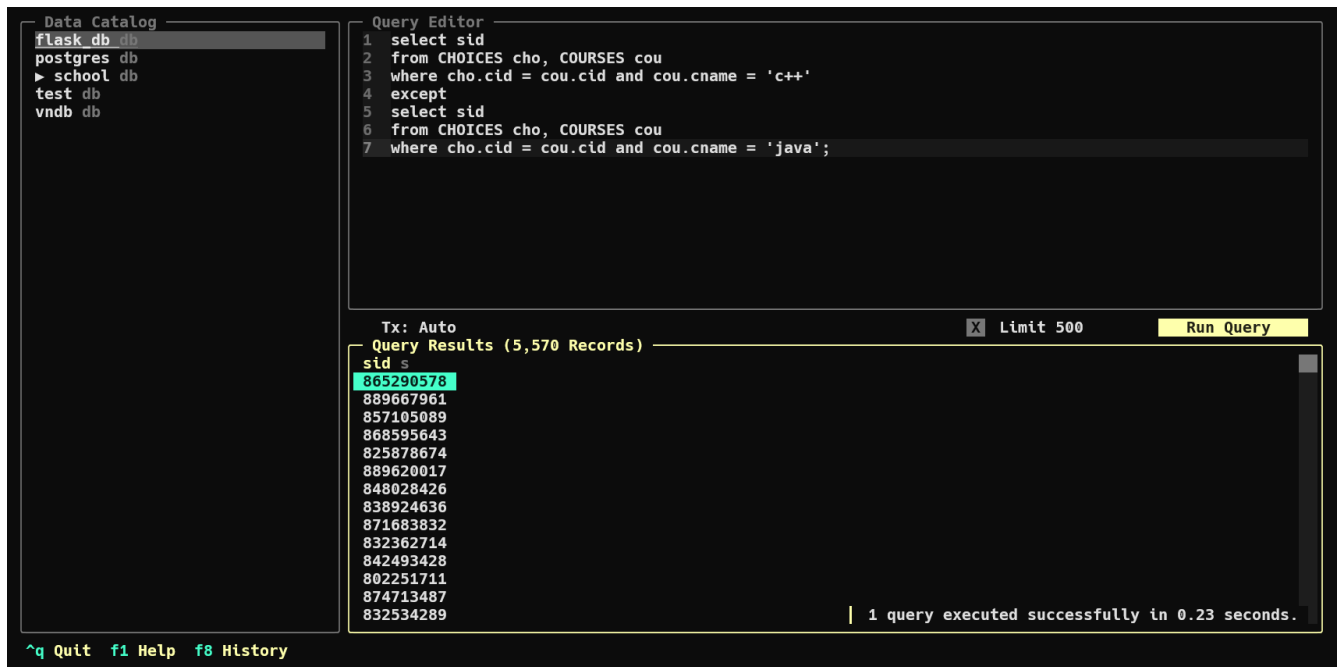 Data Catalog
flask_db db
postgres db
▶ school db
test db
vndb db
Query Editor
1 select sid
2 from CHOICES cho, COURSES cou
3 where cho.cid = cou.cid and cou.cname = 'c++'
4 except
5 select sid
6 from CHOICES cho, COURSES cou
7 where cho.cid = cou.cid and cou.cname = 'java';
Tx: Auto X Limit 500 Run Query
Query Results (5,570 Records)
sid s
865290578
889667961
857105089
868595643
825878674
889620017
848028426
838924636
871683832
832362714
842493428
802251711
874713487
832534289
1 query executed successfully in 0.23 seconds.
^q Quit f1 Help f8 History